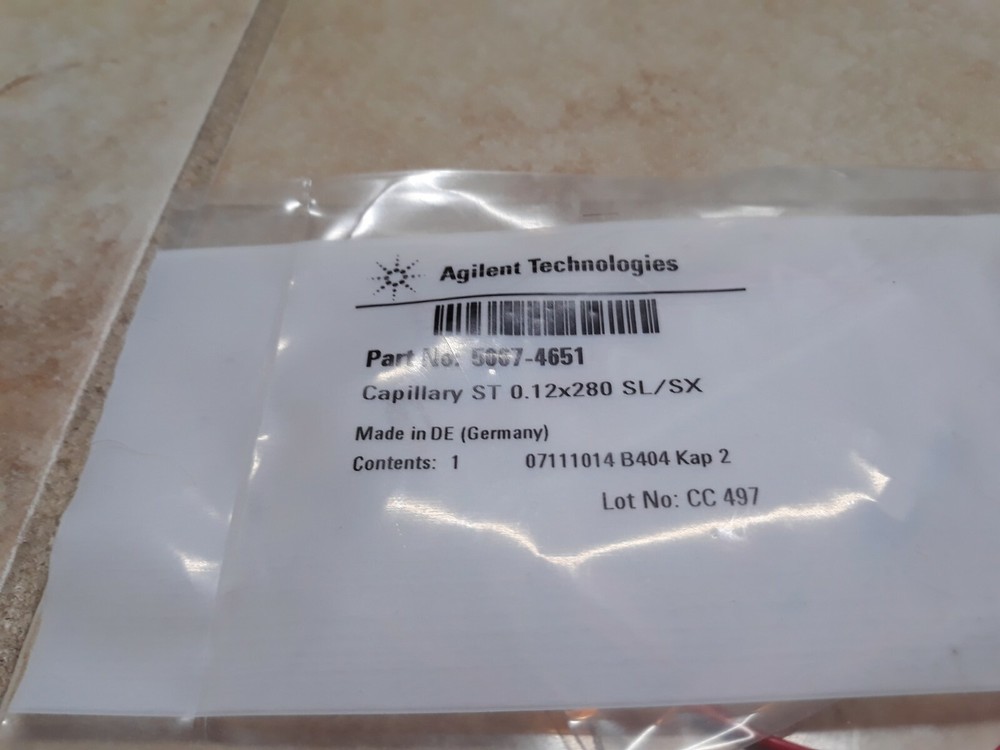 Agilent Technologies
Part No: 5067-4651
Capillary ST 0.12x280 SL/SX
Made in DE (Germany)
Contents: 1 07111014 B404 Kap 2
Lot No: CC 497